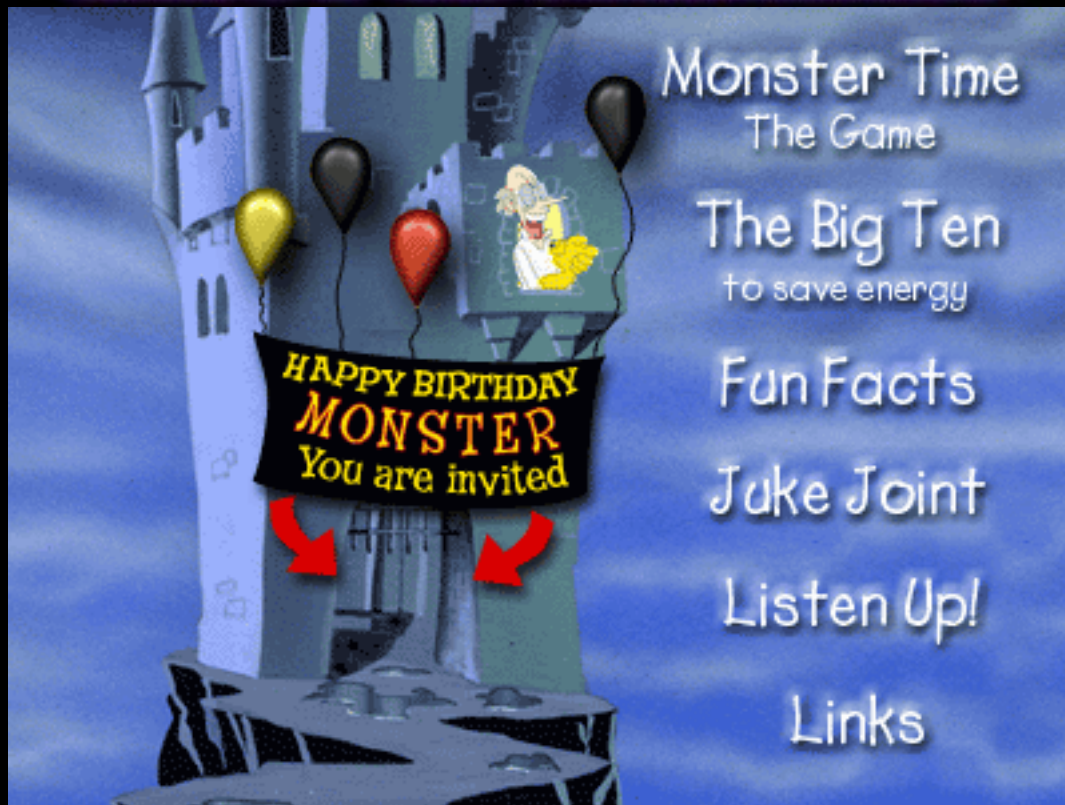 HAPPY BIRTHDAY
MONSTER
You are invited
Monster Time
The Game
The Big Ten
to save energy
Fun Facts
Juke Joint
Listen Up!
Links